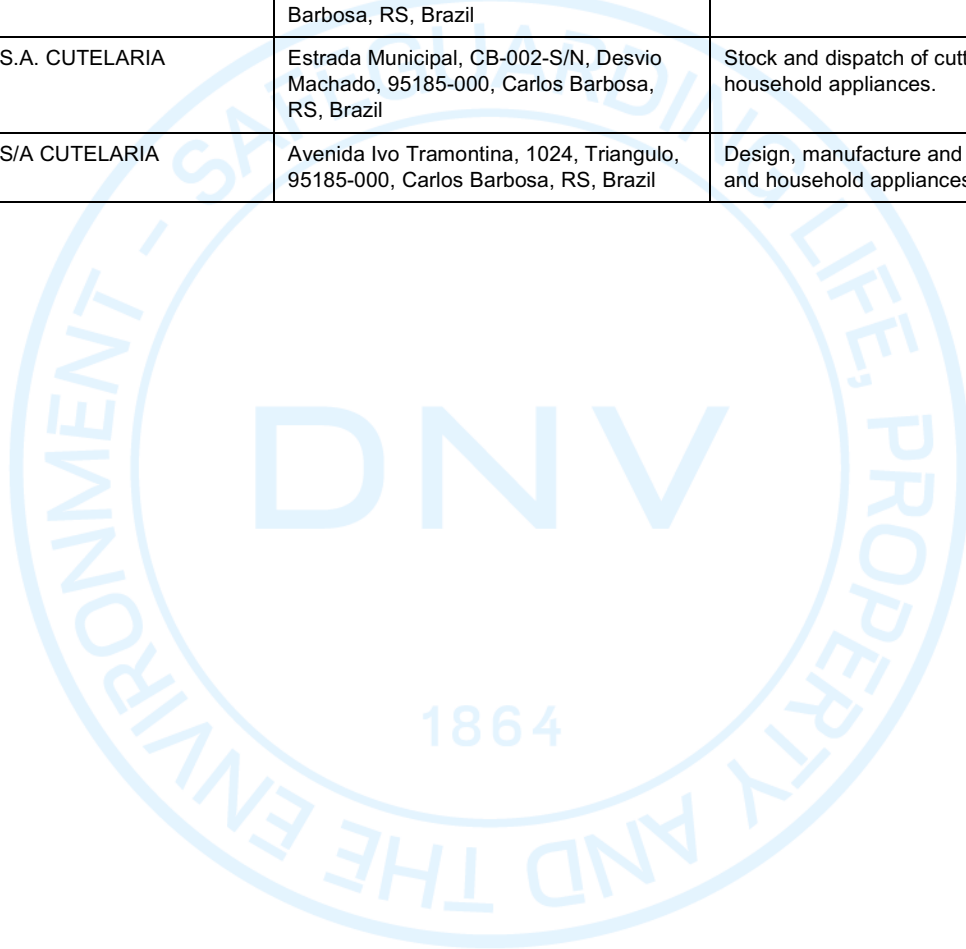 Barbosa, RS, Brazil
S.A. CUTELARIA
Estrada Municipal, CB-002-S/N, Desvio
Machado, 95185-000, Carlos Barbosa,
RS, Brazil
Stock and dispatch of cutt
household appliances.
S/A CUTELARIA
Avenida Ivo Tramontina, 1024, Triangulo,
95185-000, Carlos Barbosa, RS, Brazil
Design, manufacture and
and household appliances
SAFEGUARDING LIFE, PROPERTY AND THE ENVIRONMENT -
DNV
1864